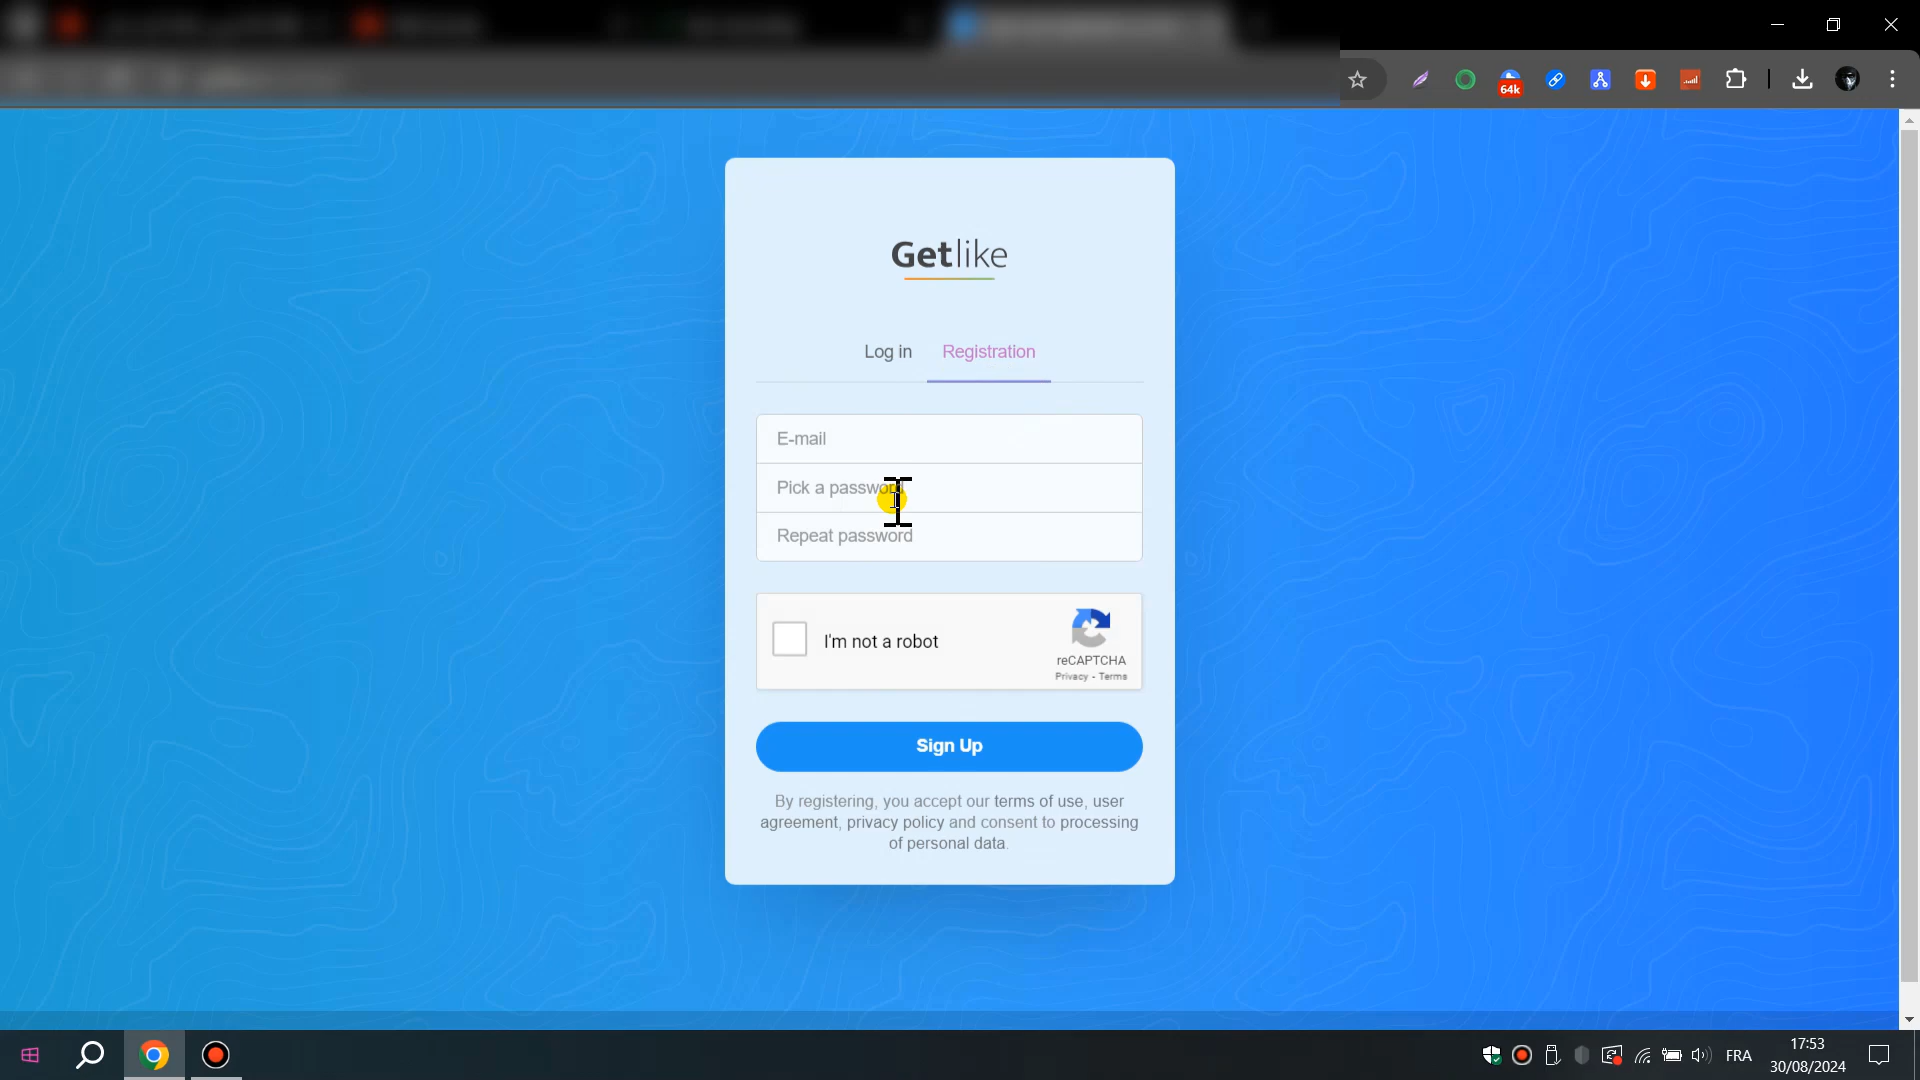 64k
Getlike
Log in Registration
E-mail
Pick a password
Repeat password
I'm not a robot
reCAPTCHA
Privacy - Terms
Sign Up
By registering, you accept our terms of use, user
agreement, privacy policy and consent to processing
of personal data.
FRA
17:53
30/08/2024